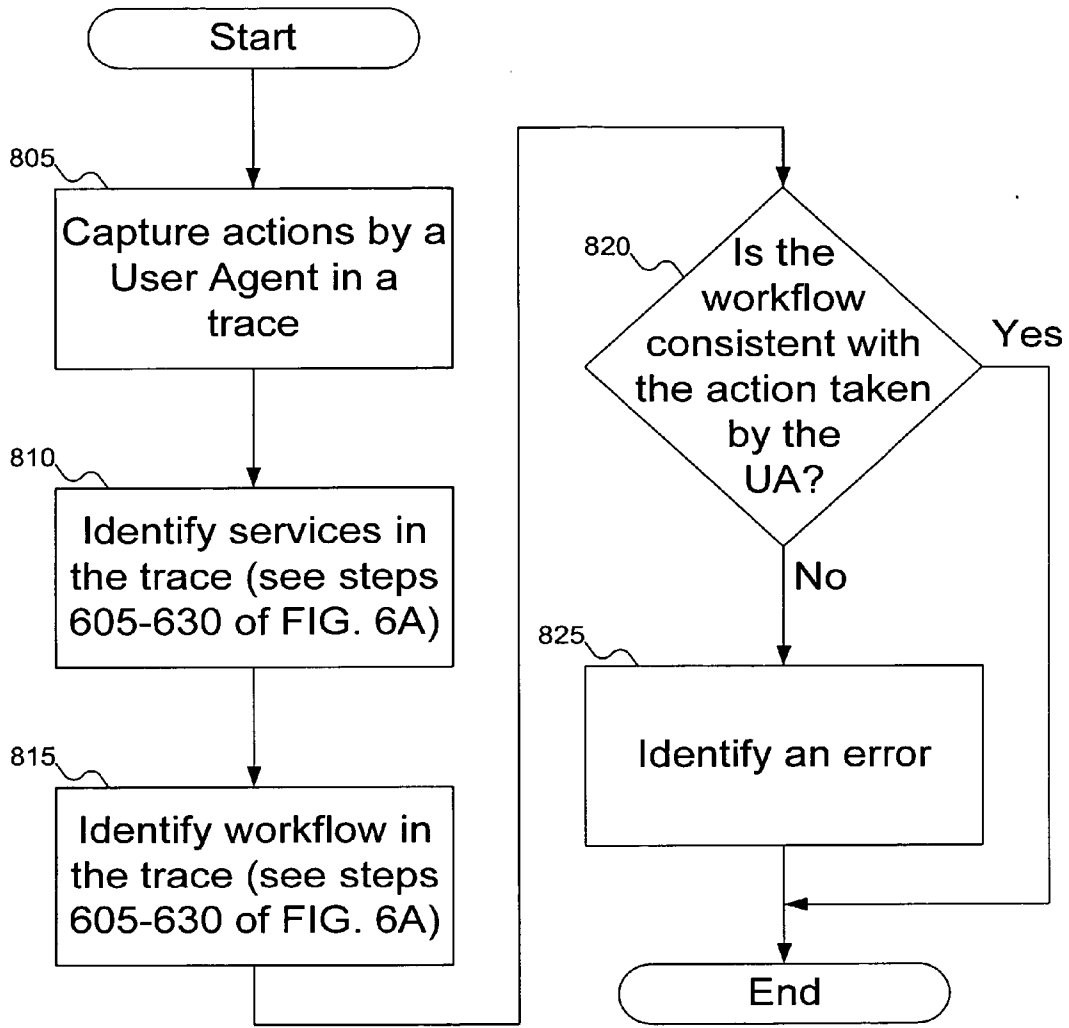 Start
805
Capture actions by a
User Agent in a
trace
810
Identify services in
the trace (see steps
605-630 of FIG. 6A)
815
Identify workflow in
the trace (see steps
605-630 of FIG. 6A)
820
Is the
workflow
consistent with
the action taken
by the
UA?
Yes
No
825
Identify an error
End